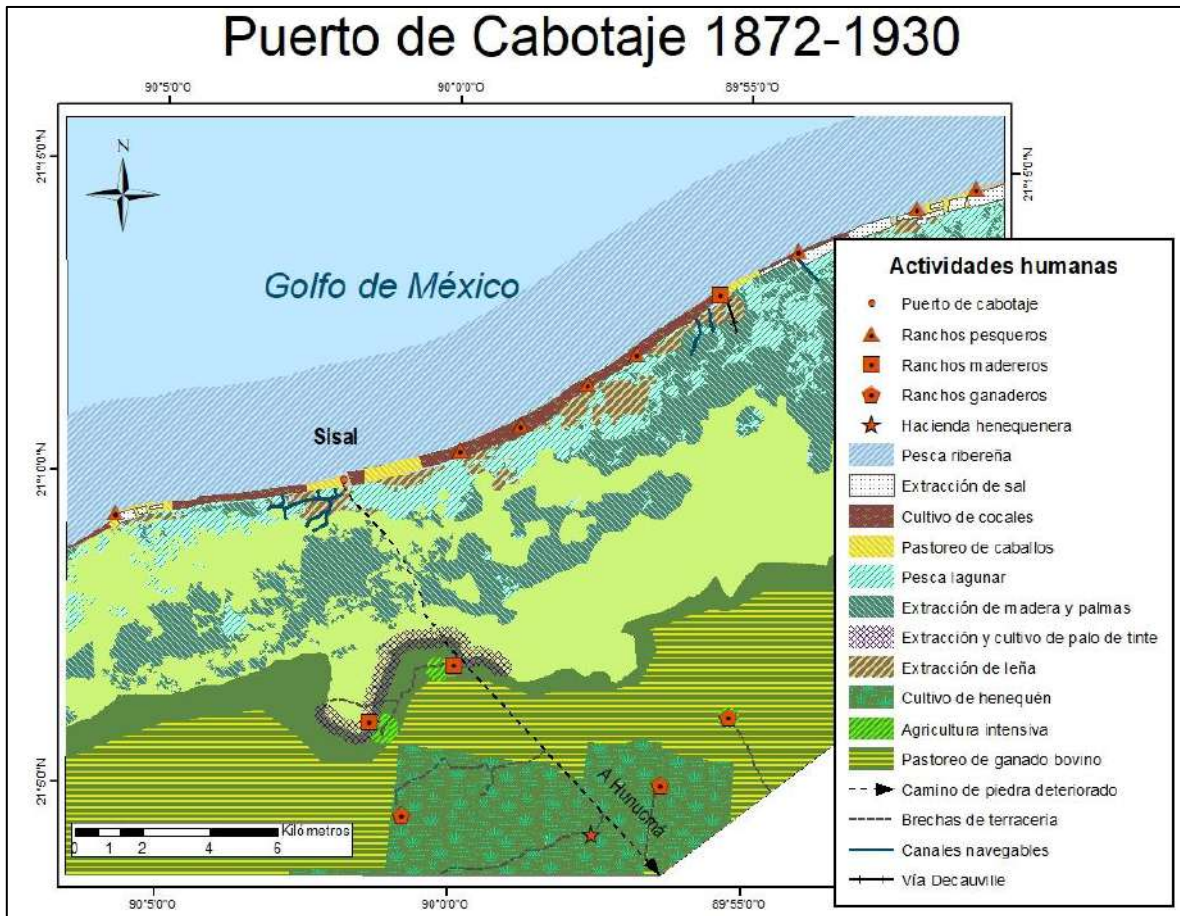 Puerto de Cabotaje 1872-1930
90°5'0"O
90°0'0"O
89°55'0"O
21°15'0"N
21°15'0"N
N
Golfo de México
Sisal
21°10'0"N
21°5'0"N
A Hunucmá
Kilómetros
0 1 2 4 6
90°5'0"O
90°0'0"O
89°55'0"O
Actividades humanas
Puerto de cabotaje
Ranchos pesqueros
Ranchos madereros
Ranchos ganaderos
Hacienda henequenera
Pesca ribereña
Extracción de sal
Cultivo de cocales
Pastoreo de caballos
Pesca lagunar
Extracción de madera y palmas
Extracción y cultivo de palo de tinte
Extracción de leña
Cultivo de henequén
Agricultura intensiva
Pastoreo de ganado bovino
Camino de piedra deteriorado
Brechas de terracería
Canales navegables
Vía Decauville